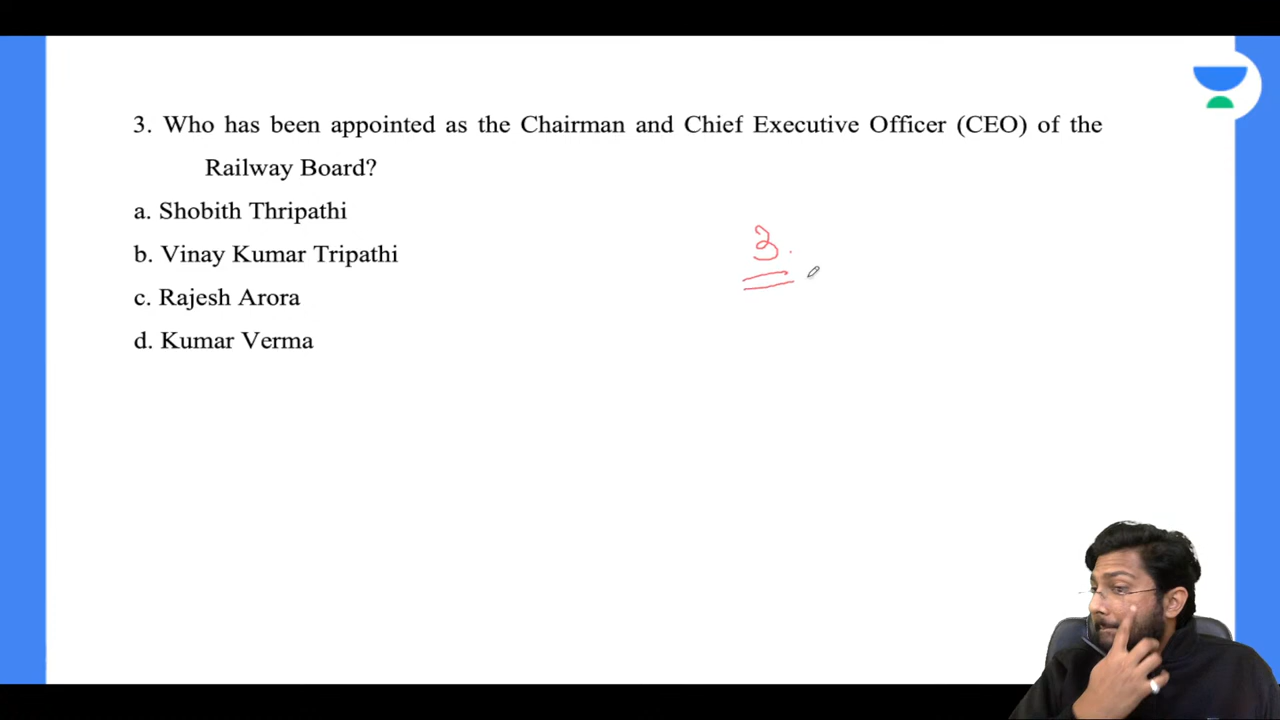 3. Who has been appointed as the Chairman and Chief Executive Officer (CEO) of the
Railway Board?
a. Shobith Thripathi
b. Vinay Kumar Tripathi
c. Rajesh Arora
d. Kumar Verma
3.